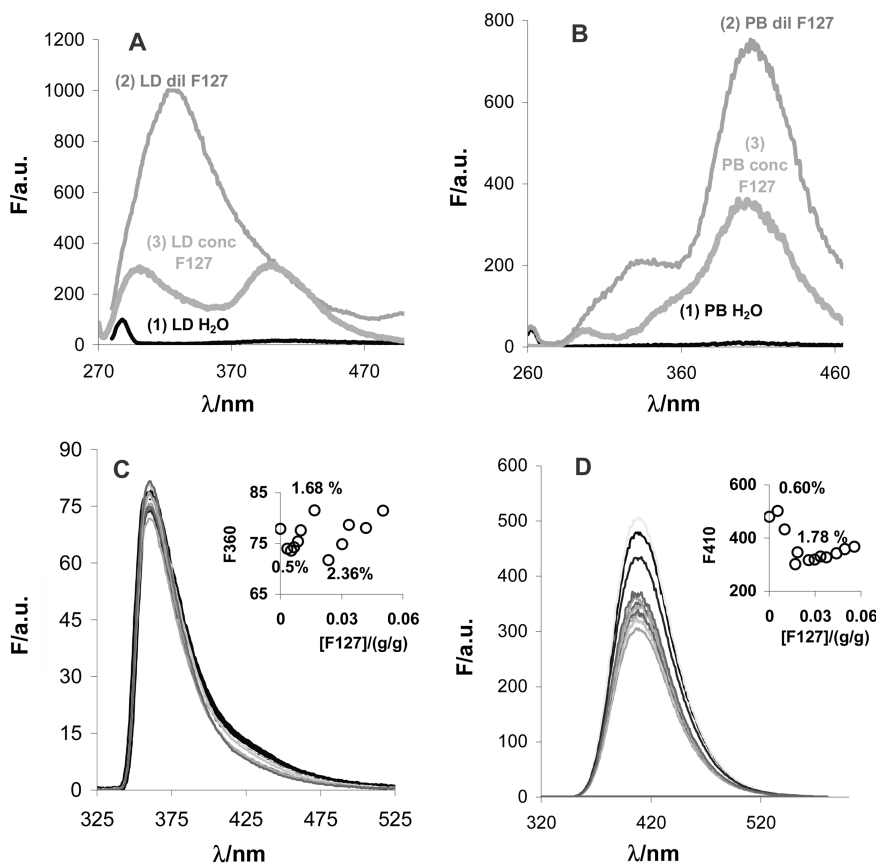 A
1200
1000
800
600
400
200
0
F/a.u.
(2) LD dil F127
(3) LD conc
F127
(1) LD H₂O
270
370
470
λ/nm
B
800
600
400
200
0
F/a.u.
(2) PB dil F127
(3)
PB conc
F127
(1) PB H₂O
260
360
460
λ/nm
C
90
75
60
45
30
15
0
F/a.u.
325
375
425
475
525
λ/nm
85
75
65
F360
1.68 %
0.5%
2.36%
0
0.03
0.06
[F127]/(g/g)
D
600
500
400
300
200
100
0
F/a.u.
320
420
520
λ/nm
600
400
200
F410
0.60%
1.78 %
0
0.03
0.06
[F127]/(g/g)